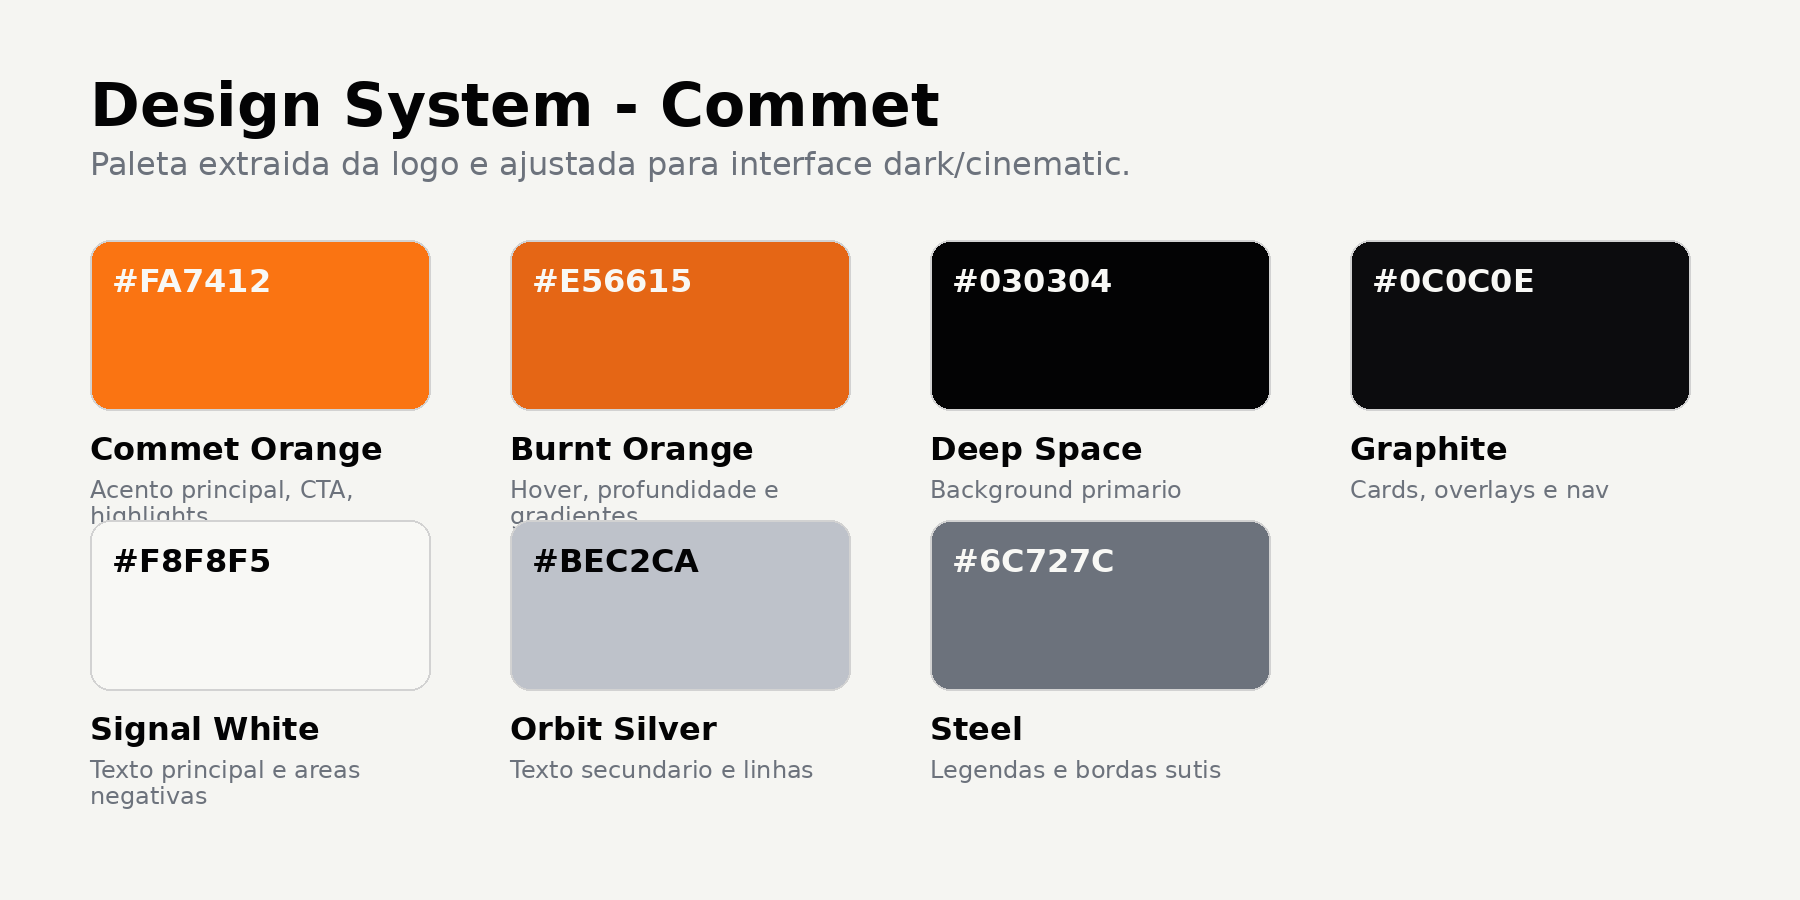 Design System - Commet
Paleta extraida da logo e ajustada para interface dark/cinematic.
#FA7412
#E56615
#030304
#0C0C0E
Commet Orange
Burnt Orange
Deep Space
Graphite
Acento principal, CTA,
highlights
Hover, profundidade e
gradientes
Background primario
Cards, overlays e nav
#F8F8F5
#BEC2CA
#6C727C
Signal White
Orbit Silver
Steel
Texto principal e areas
negativas
Texto secundario e linhas
Legendas e bordas sutis